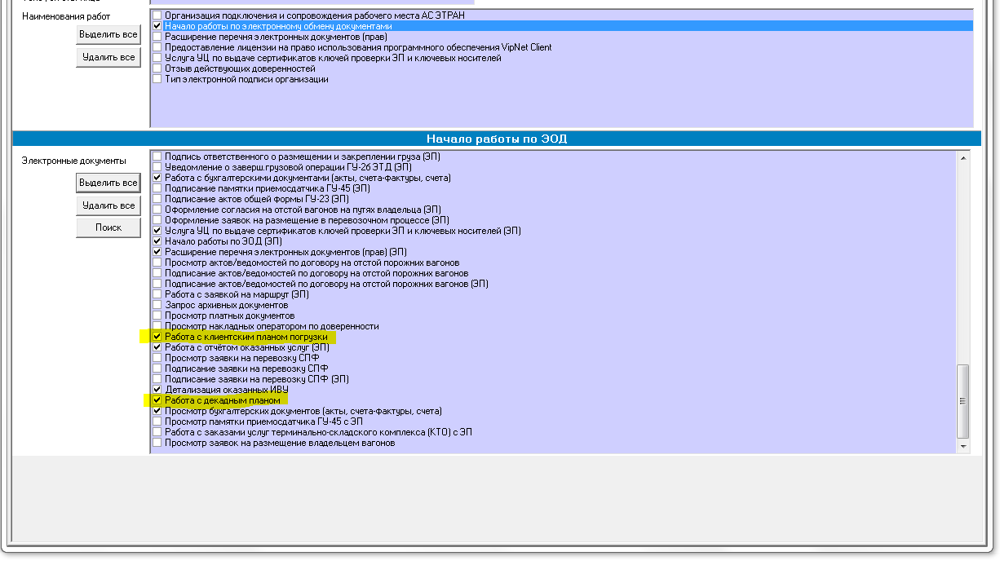 Наименования работ
Выделить все
Удалить все
Организация подключения и сопровождения рабочего места АС ЭТРАН
Начало работы по электронному обмену документами
Расширение перечня электронных документов (прав)
Предоставление лицензии на право использования программного обеспечения VipNet Client
Услуга УЦ по выдаче сертификатов ключей проверки ЭП и ключевых носителей
Отзыв действующих доверенностей
Тип электронной подписи организации
Начало работы по ЭОД
Электронные документы
Выделить все
Удалить все
Поиск
Подпись ответственного о размещении и закреплении груза (ЭП)
Уведомление о заверш.грузовой операции ГУ-2б ЭТД (ЭП)
Работа с бухгалтерскими документами (акты, счета-фактуры, счета)
Подписание памятки приемосдатчика ГУ-45 (ЭП)
Подписание актов общей формы ГУ-23 (ЭП)
Оформление согласия на отстой вагонов на путях владельца (ЭП)
Оформление заявок на размещение в перевозочном процессе (ЭП)
Услуга УЦ по выдаче сертификатов ключей проверки ЭП и ключевых носителей (ЭП)
Начало работы по ЭОД (ЭП)
Расширение перечня электронных документов (прав) (ЭП)
Просмотр актов/ведомостей по договору на отстой порожних вагонов
Подписание актов/ведомостей по договору на отстой порожних вагонов
Подписание актов/ведомостей по договору на отстой порожних вагонов (ЭП)
Работа с заявкой на маршрут (ЭП)
Запрос архивных документов
Просмотр платных документов
Просмотр накладных оператором по доверенности
Работа с клиентским планом погрузки
Работа с отчётом оказанных услуг (ЭП)
Просмотр заявки на перевозку СПФ
Подписание заявки на перевозку СПФ
Подписание заявки на перевозку СПФ (ЭП)
Детализация оказанных ИВУ
Работа с декадным планом
Просмотр бухгалтерских документов (акты, счета-фактуры, счета)
Просмотр памятки приемосдатчика ГУ-45 с ЭП
Работа с заказами услуг терминально-складского комплекса (КТО) с ЭП
Просмотр заявок на размещение владельцем вагонов